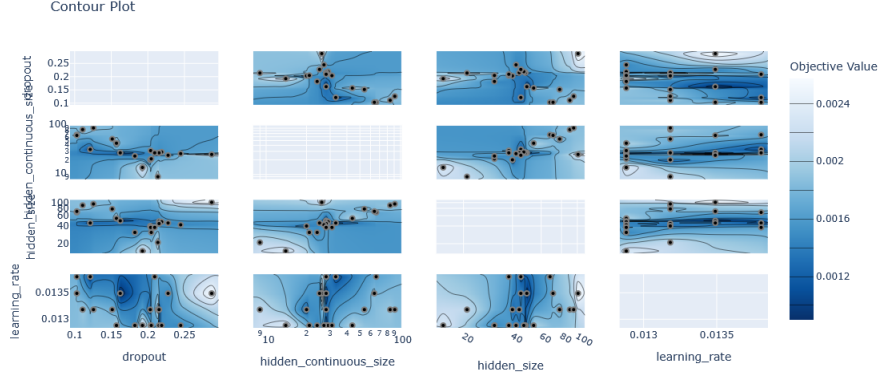 Contour Plot
dropout
0.25
0.2
0.15
0.1
Objective Value
0.0024
0.002
0.0016
0.0012
hidden_continuous_size
100
10
9
hidden_size
100
80
60
40
20
learning_rate
0.0135
0.013
0.1 0.15 0.2 0.25
9 10 2 3 4 5 6 7 8 9 100
20 40 60 80 100
0.013 0.0135
dropout
hidden_continuous_size
hidden_size
learning_rate